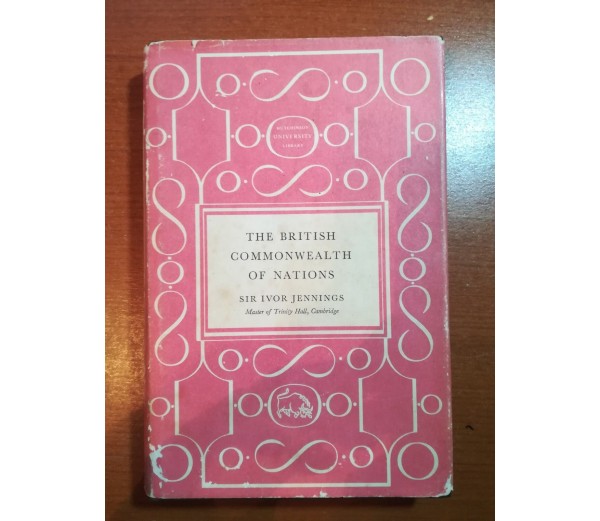 HUTCHINSON
UNIVERSITY
LIBRARY
THE BRITISH
COMMONWEALTH
OF NATIONS
SIR IVOR JENNINGS
Master of Trinity Hall, Cambridge